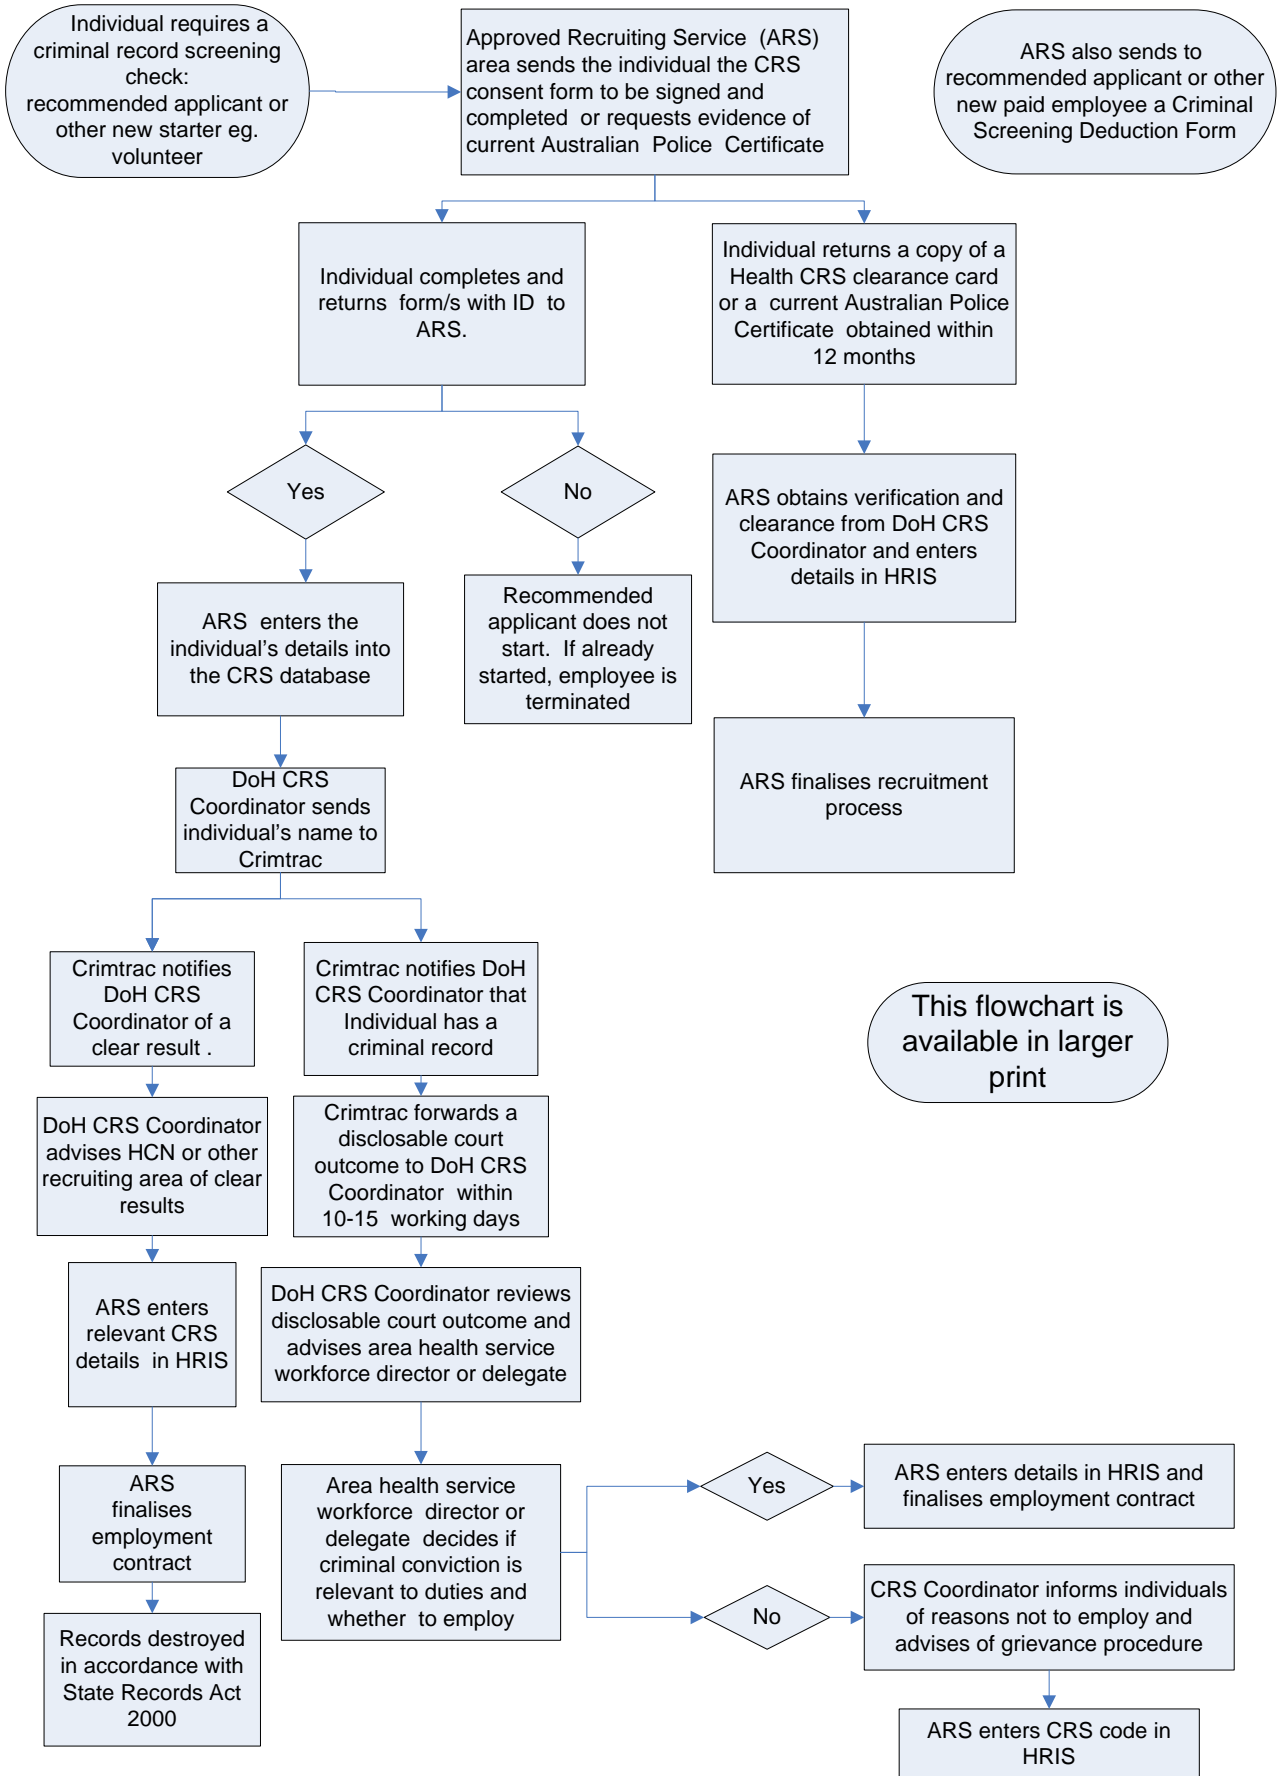 Individual requires a
criminal record screening
check:
recommended applicant or
other new starter eg.
volunteer
Approved Recruiting Service (ARS)
area sends the individual the CRS
consent form to be signed and
completed or requests evidence of
current Australian Police Certificate
ARS also sends to
recommended applicant or other
new paid employee a Criminal
Screening Deduction Form
Individual completes and
returns form/s with ID to
ARS.
Individual returns a copy of a
Health CRS clearance card
or a current Australian Police
Certificate obtained within
12 months
Yes
No
ARS obtains verification and
clearance from DoH CRS
Coordinator and enters
details in HRIS
ARS enters the
individual's details into
the CRS database
Recommended
applicant does not
start. If already
started, employee is
terminated
ARS finalises recruitment
process
DoH CRS
Coordinator sends
individual's name to
Crimtrac
Crimtrac notifies
DoH CRS
Coordinator of a
clear result .
Crimtrac notifies DoH
CRS Coordinator that
Individual has a
criminal record
This flowchart is
available in larger
print
DoH CRS Coordinator
advises HCN or other
recruiting area of clear
results
Crimtrac forwards a
disclosable court
outcome to DoH CRS
Coordinator within
10-15 working days
ARS enters
relevant CRS
details in HRIS
DoH CRS Coordinator reviews
disclosable court outcome and
advises area health service
workforce director or delegate
ARS
finalises
employment
contract
Area health service
workforce director or
delegate decides if
criminal conviction is
relevant to duties and
whether to employ
Yes
ARS enters details in HRIS and
finalises employment contract
No
CRS Coordinator informs individuals
of reasons not to employ and
advises of grievance procedure
Records destroyed
in accordance with
State Records Act
2000
ARS enters CRS code in
HRIS